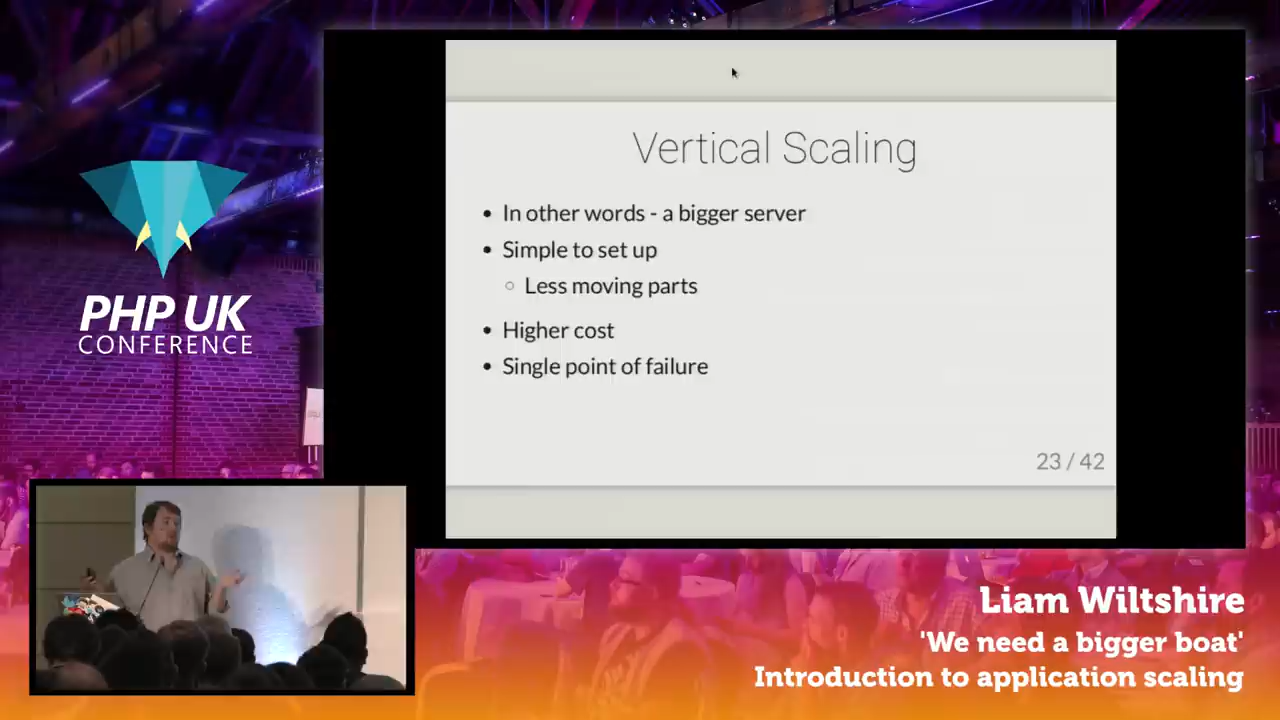 Vertical Scaling
• In other words - a bigger server
• Simple to set up
○ Less moving parts
• Higher cost
• Single point of failure
23 / 42
PHP UK
CONFERENCE
Liam Wiltshire
'We need a bigger boat'
Introduction to application scaling